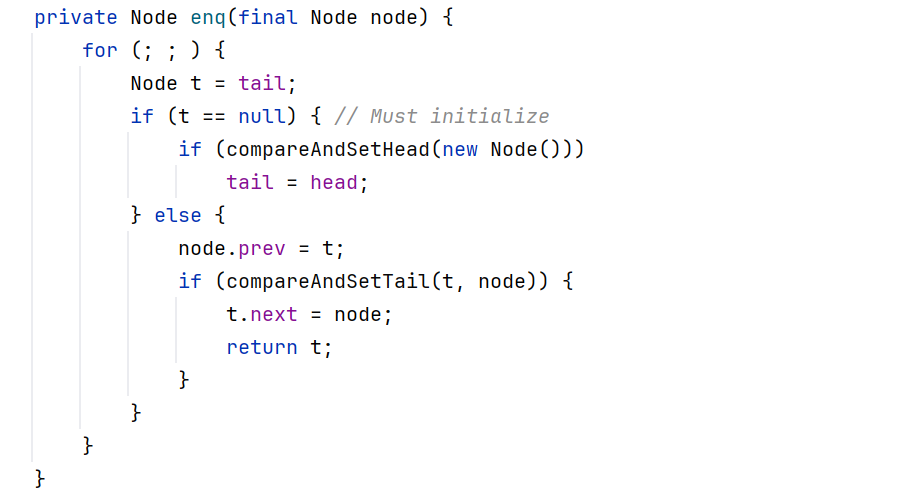 private Node enq(final Node node) {
    for (; ; ) {
        Node t = tail;
        if (t == null) { // Must initialize
            if (compareAndSetHead(new Node()))
                tail = head;
        } else {
            node.prev = t;
            if (compareAndSetTail(t, node)) {
                t.next = node;
                return t;
            }
        }
    }
}